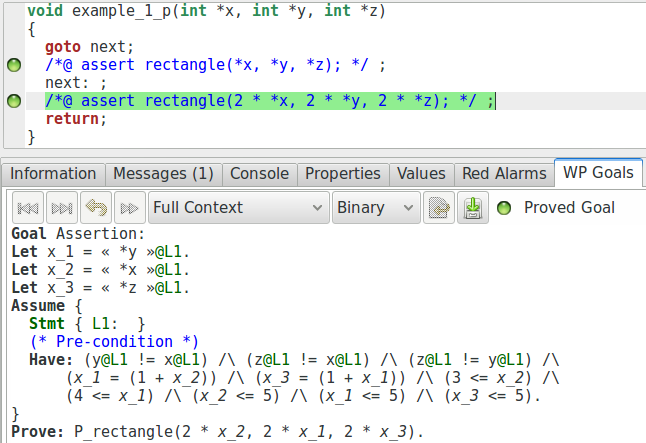 void example_1_p(int *x, int *y, int *z)
{
goto next;
/*@ assert rectangle(*x, *y, *z); */ ;
next: ;
/*@ assert rectangle(2 * *x, 2 * *y, 2 * *z); */ ;
return;
}
Information Messages (1) Console Properties Values Red Alarms WP Goals
Full Context Binary Proved Goal
Goal Assertion:
Let x_1 = « *y »@L1.
Let x_2 = « *x »@L1.
Let x_3 = « *z »@L1.
Assume {
Stmt { L1: }
(* Pre-condition *)
Have: (y@L1 != x@L1) /\ (z@L1 != x@L1) /\ (z@L1 != y@L1) /\
(x_1 = (1 + x_2)) /\ (x_3 = (1 + x_1)) /\ (3 <= x_2) /\
(4 <= x_1) /\ (x_2 <= 5) /\ (x_1 <= 5) /\ (x_3 <= 5).
}
Prove: P_rectangle(2 * x_2, 2 * x_1, 2 * x_3).